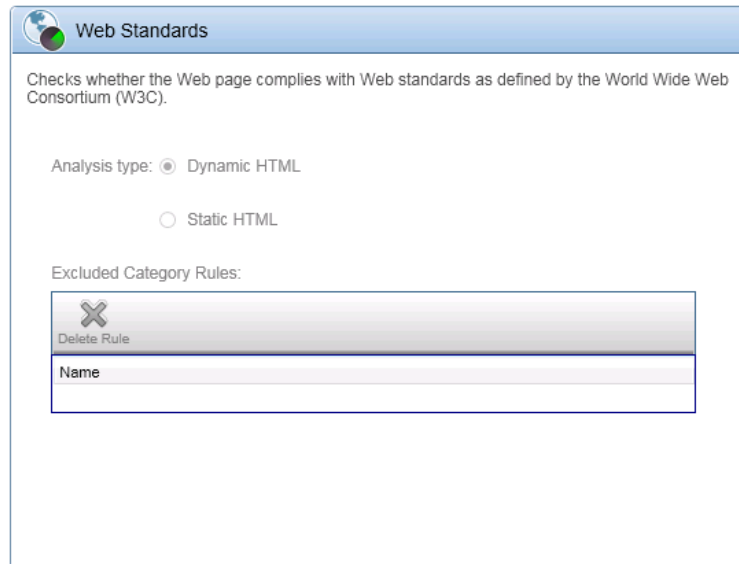 Web Standards
Checks whether the Web page complies with Web standards as defined by the World Wide Web
Consortium (W3C).
Analysis type: Dynamic HTML
Static HTML
Excluded Category Rules:
Delete Rule
Name